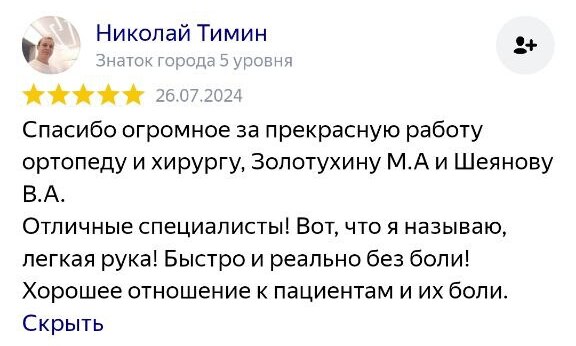 Николай Тимин
Знаток города 5 уровня
26.07.2024
Спасибо огромное за прекрасную работу
ортопеду и хирургу, Золотухину М.А и Шеянову
В.А.
Отличные специалисты! Вот, что я называю,
легкая рука! Быстро и реально без боли!
Хорошее отношение к пациентам и их боли.
Скрыть